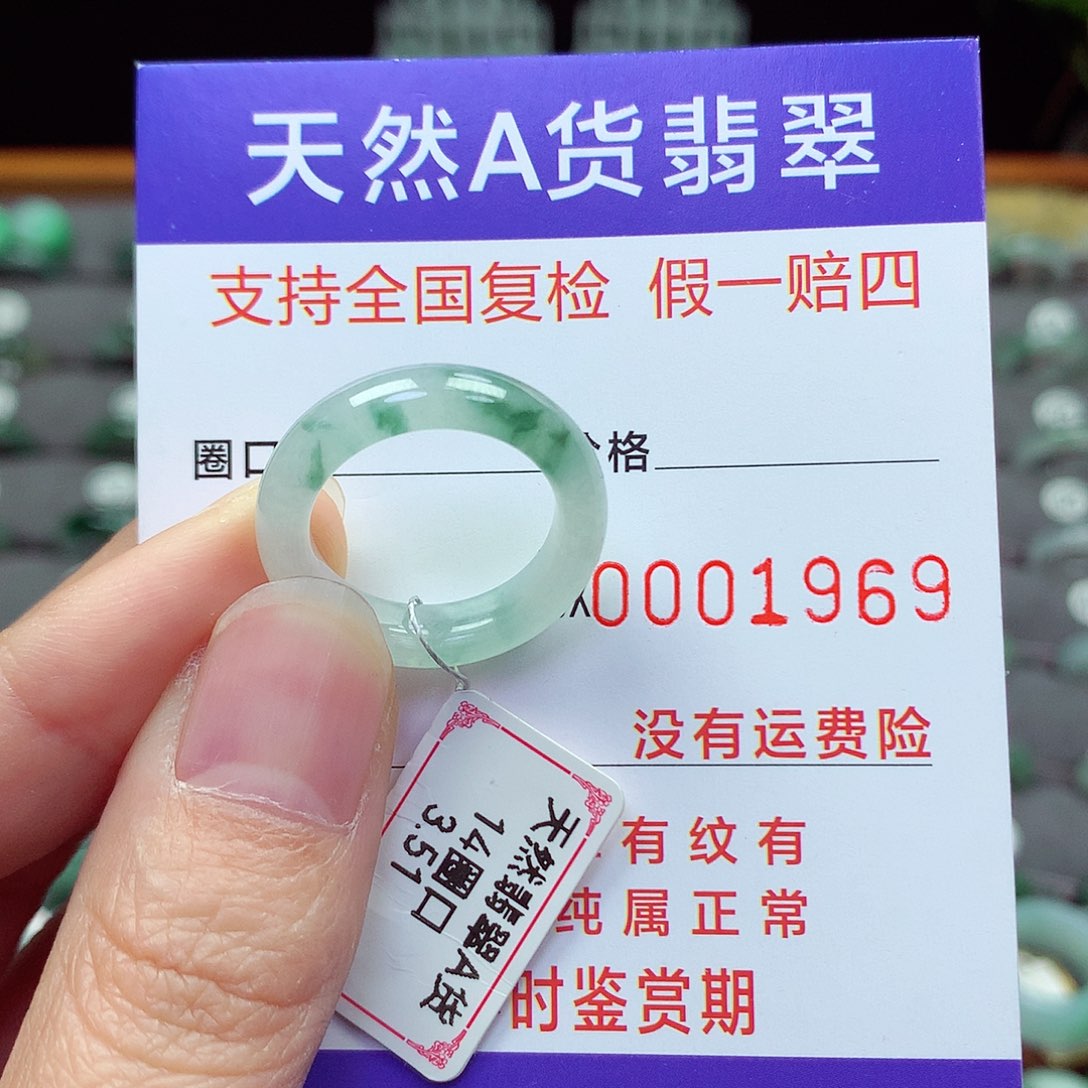 天然A货翡翠
支持全国复检 假一赔四
圈口 格
0001969
没有运费险
有纹有
纯属正常
时鉴赏期
天然翡翠A货
14圈口
3.51